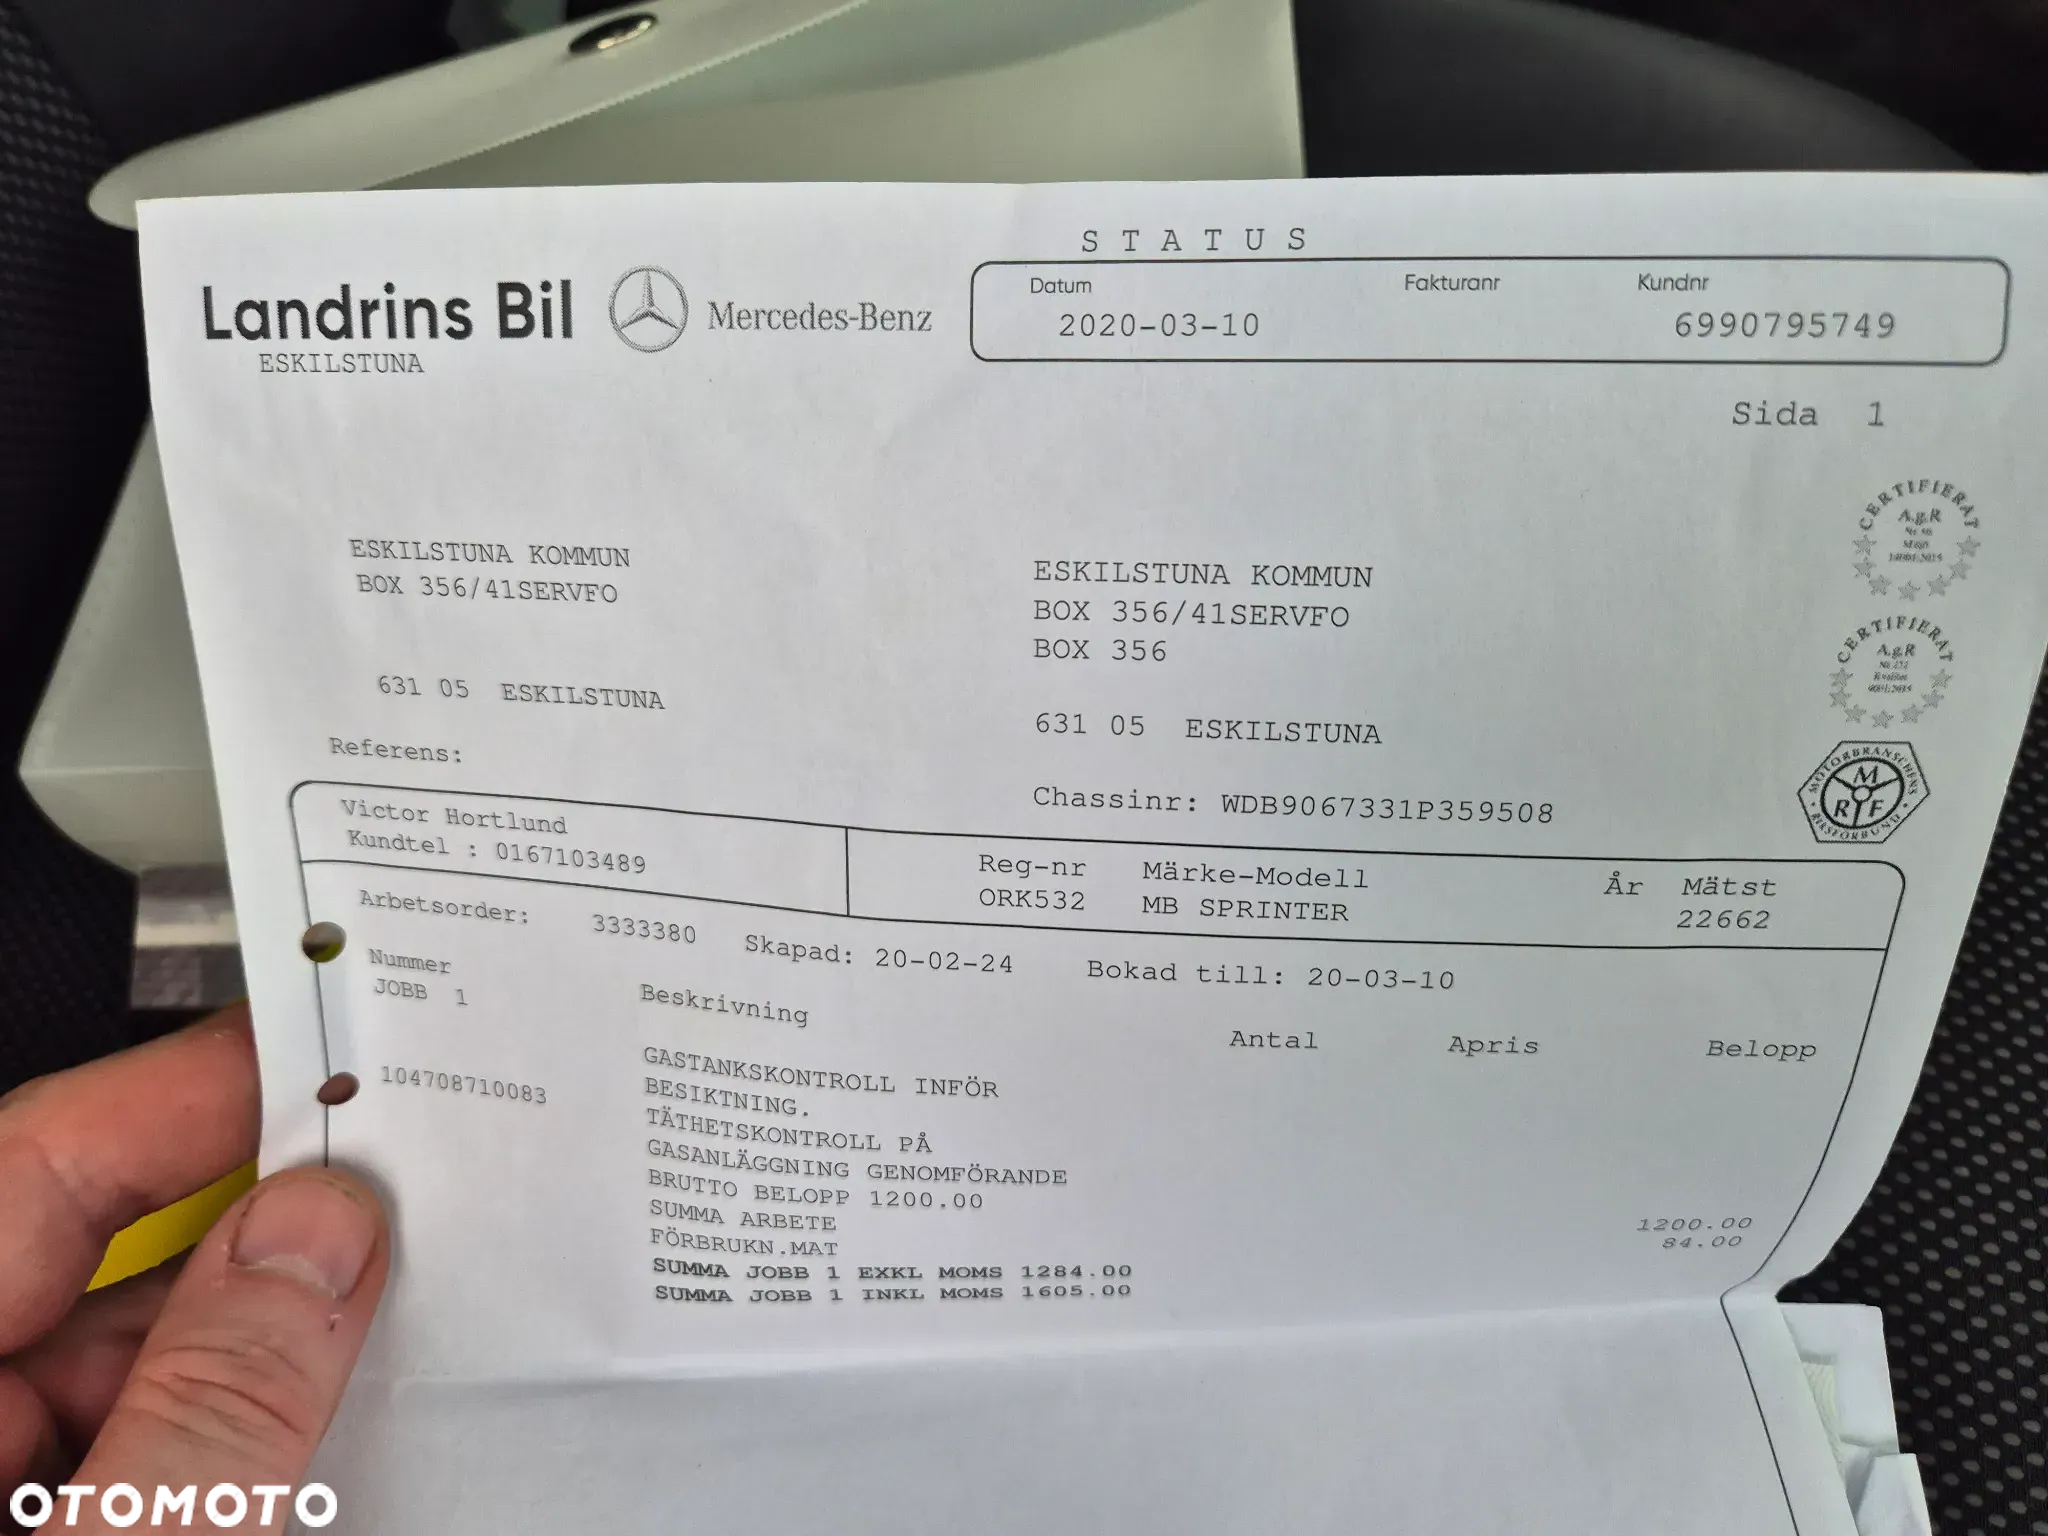 STATUS
Landrins Bil Mercedes-Benz
ESKILSTUNA
Datum Fakturanr Kundnr
2020-03-10 6990795749
Sida 1
CERTIFIERAT
A.g.R
CERTIFIERAT
A.g.R
MOTORBRANSCHENS
MRF
RIKSFÖRBUND
ESKILSTUNA KOMMUN
BOX 356/41SERVFO
631 05 ESKILSTUNA
ESKILSTUNA KOMMUN
BOX 356/41SERVFO
BOX 356
631 05 ESKILSTUNA
Referens:
Victor Hortlund
Kundtel : 0167103489
Chassinr: WDB9067331P359508
Reg-nr Märke-Modell År Mätst
ORK532 MB SPRINTER 22662
Arbetsorder: 3333380 Skapad: 20-02-24 Bokad till: 20-03-10
Nummer Beskrivning Antal Apris Belopp
JOBB 1
104708710083
GASTANKSKONTROLL INFÖR
BESIKTNING.
TÄTHETSKONTROLL PÅ
GASANLÄGGNING GENOMFÖRANDE
BRUTTO BELOPP 1200.00
SUMMA ARBETE 1200.00
FÖRBRUKN.MAT 84.00
SUMMA JOBB 1 EXKL MOMS 1284.00
SUMMA JOBB 1 INKL MOMS 1605.00
OTOMOTO